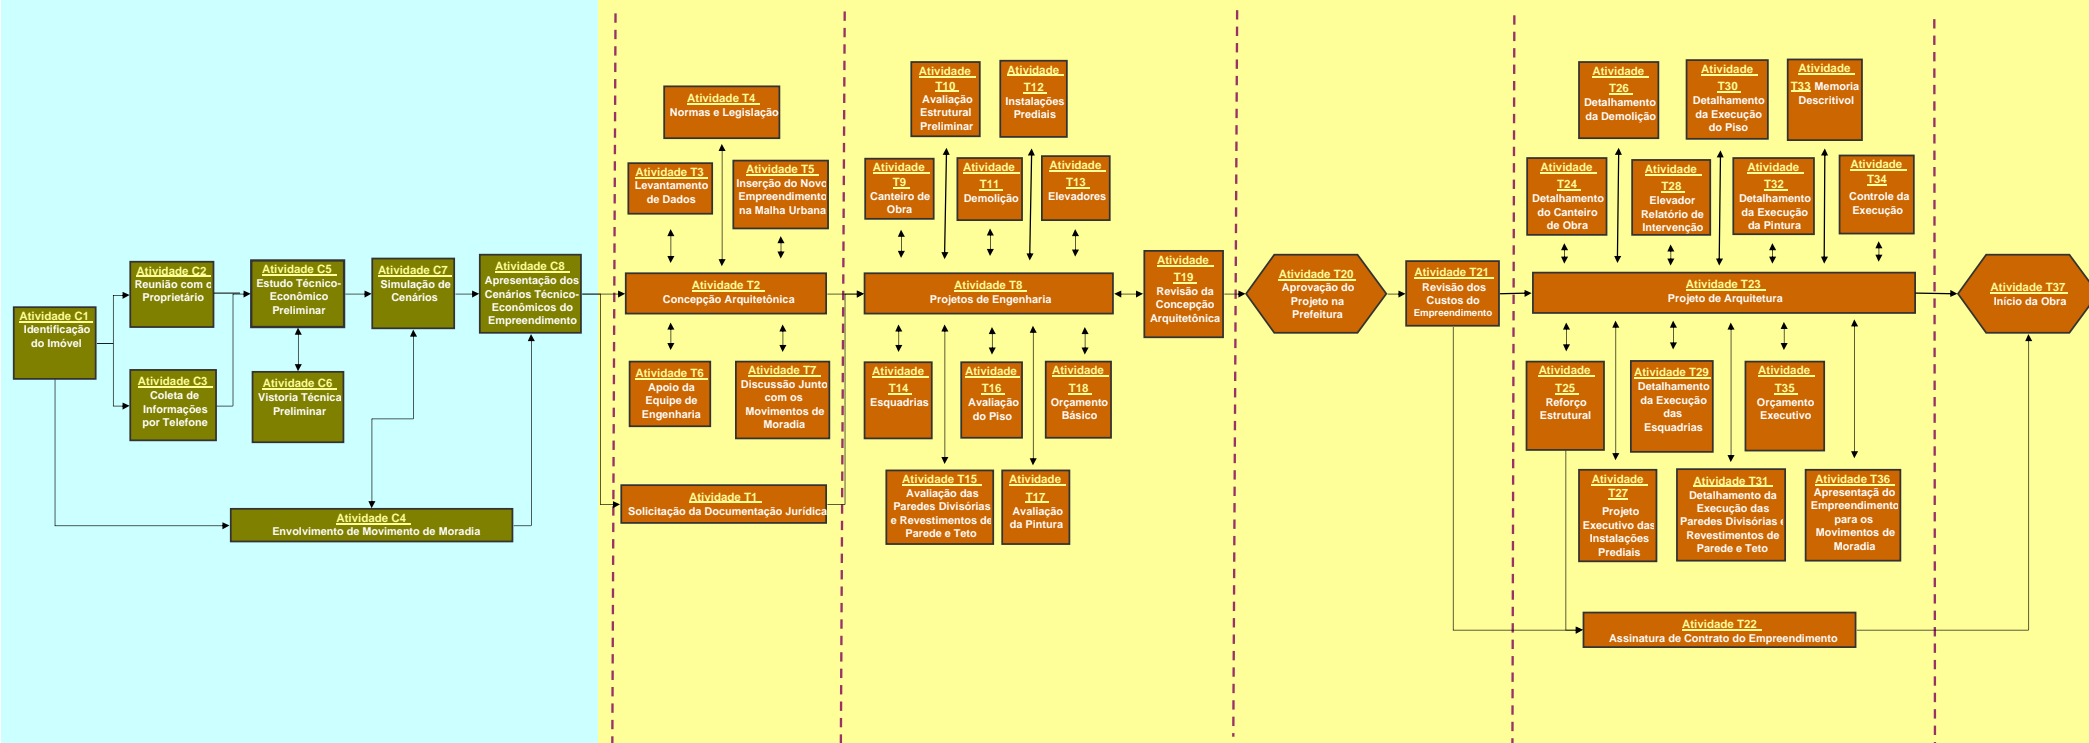 Atividade C1
Identificação
do Imóvel
Atividade C2
Reunião com o
Proprietário
Atividade C3
Coleta de
Informações
por Telefone
Atividade C5
Estudo Técnico-
Econômico
Preliminar
Atividade C6
Vistoria Técnica
Preliminar
Atividade C7
Simulação de
Cenários
Atividade C8
Apresentação dos
Cenários Técnico-
Econômicos do
Empreendimento
Atividade C4
Envolvimento de Movimento de Moradia
Atividade T4
Normas e Legislação
Atividade T3
Levantamento
de Dados
Atividade T5
Inserção do Novo
Empreendimento
na Malha Urbana
Atividade T2
Concepção Arquitetônica
Atividade T6
Apoio da
Equipe de
Engenharia
Atividade T7
Discussão Junto
com os
Movimentos de
Moradia
Atividade T1
Solicitação da Documentação Jurídica
Atividade
T10
Avaliação
Estrutural
Preliminar
Atividade
T12
Instalações
Prediais
Atividade
T9
Canteiro de
Obra
Atividade
T11
Demolição
Atividade
T13
Elevadores
Atividade T8
Projetos de Engenharia
Atividade
T14
Esquadrias
Atividade
T16
Avaliação
do Piso
Atividade
T18
Orçamento
Básico
Atividade T15
Avaliação das
Paredes Divisórias
e Revestimentos de
Parede e Teto
Atividade
T17
Avaliação
da Pintura
Atividade
T19
Revisão da
Concepção
Arquitetônica
Atividade T20
Aprovação do
Projeto na
Prefeitura
Atividade T21
Revisão dos
Custos do
Empreendimento
Atividade
T26
Detalhamento
da Demolição
Atividade
T30
Detalhamento
da Execução
do Piso
Atividade
T33 Memoria
Descritivol
Atividade
T24
Detalhamento
do Canteiro
de Obra
Atividade
T28
Elevador
Relatório de
Intervenção
Atividade
T32
Detalhamento
da Execução
da Pintura
Atividade
T34
Controle da
Execução
Atividade T23
Projeto de Arquitetura
Atividade
T25
Reforço
Estrutural
Atividade T29
Detalhamento
da Execução
das
Esquadrias
Atividade
T35
Orçamento
Executivo
Atividade
T27
Projeto
Executivo das
Instalações
Prediais
Atividade T31
Detalhamento da
Execução das
Paredes Divisórias e
Revestimentos de
Parede e Teto
Atividade T36
Apresentaçã do
Empreendimento
para os
Movimentos de
Moradia
Atividade T22
Assinatura de Contrato do Empreendimento
Atividade T37
Início da Obra